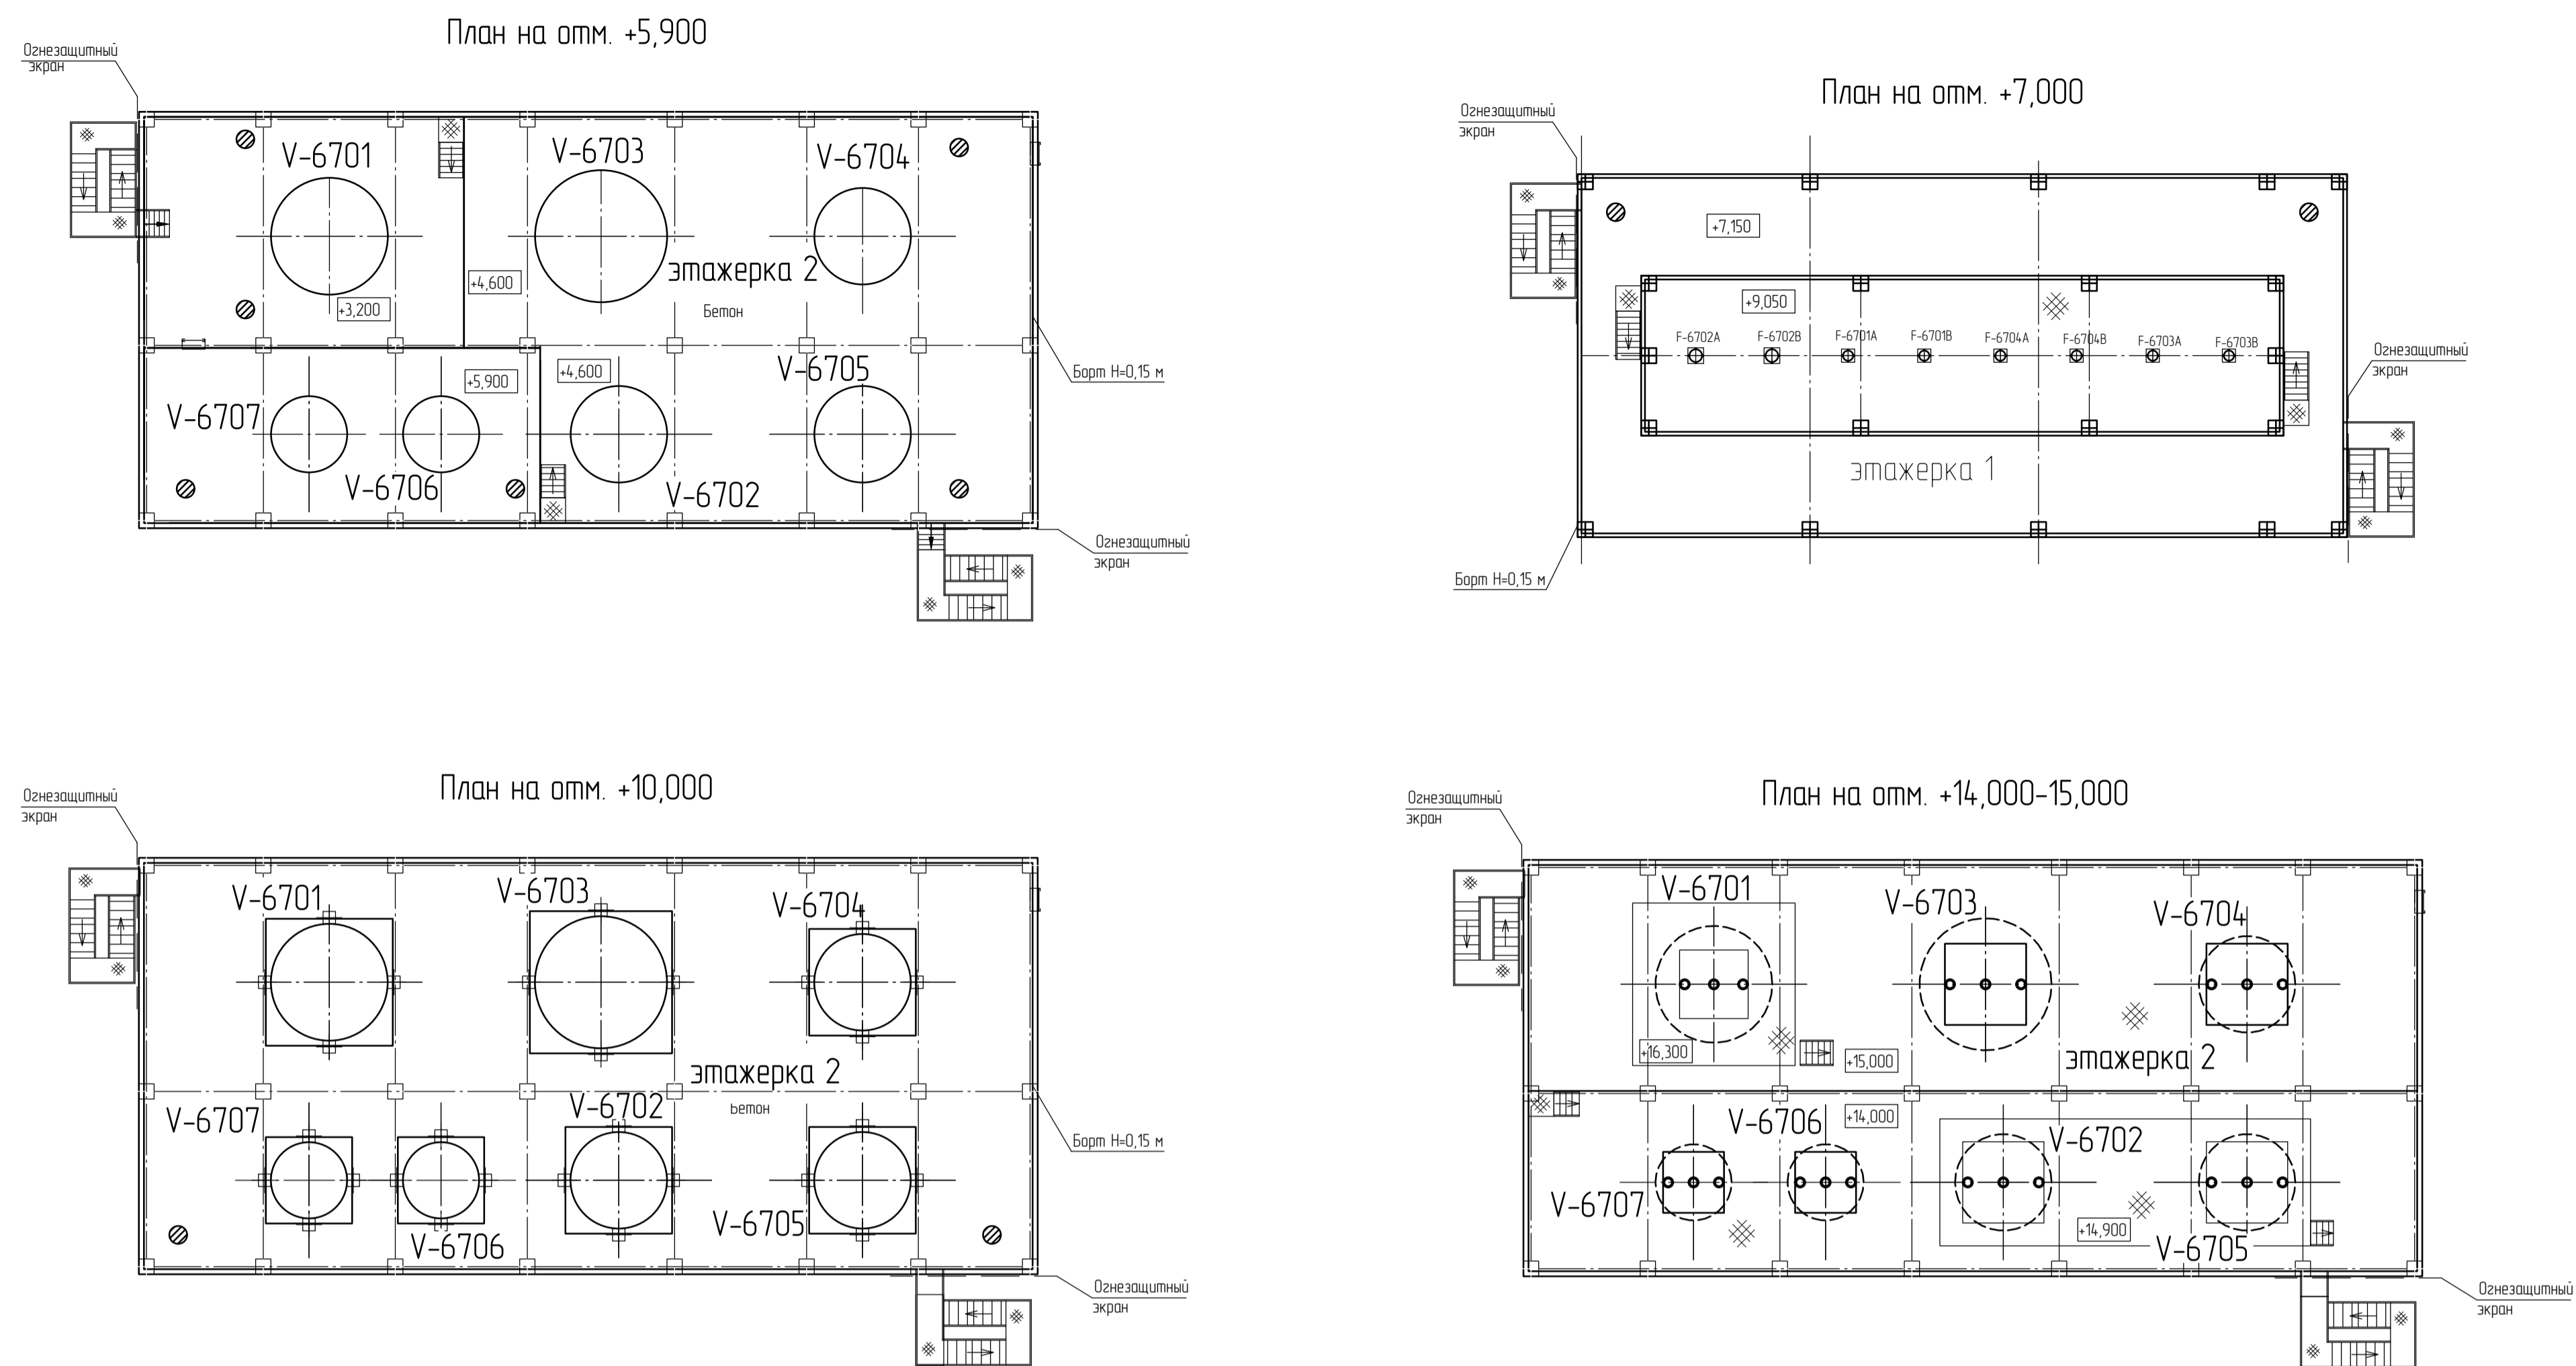 План на отм. +5,900
Огнезащитный
экран
V-6701
V-6703
V-6704
этажерка 2
+4,600
+3,200
Бетон
+5,900
+4,600
V-6705
Борт Н=0,15 м
V-6707
V-6706
V-6702
Огнезащитный
экран
План на отм. +7,000
Огнезащитный
экран
+7,150
+9,050
F-6702A
F-6702B
F-6701A
F-6701B
F-6704A
F-6704B
F-6703A
F-6703B
Огнезащитный
экран
этажерка 1
Борт Н=0,15 м
План на отм. +10,000
Огнезащитный
экран
V-6701
V-6703
V-6704
этажерка 2
Бетон
V-6707
V-6702
Борт Н=0,15 м
V-6706
V-6705
Огнезащитный
экран
План на отм. +14,000-15,000
Огнезащитный
экран
V-6701
V-6703
V-6704
+16,300
+15,000
этажерка 2
V-6706
+14,000
V-6702
V-6707
+14,900
V-6705
Огнезащитный
экран